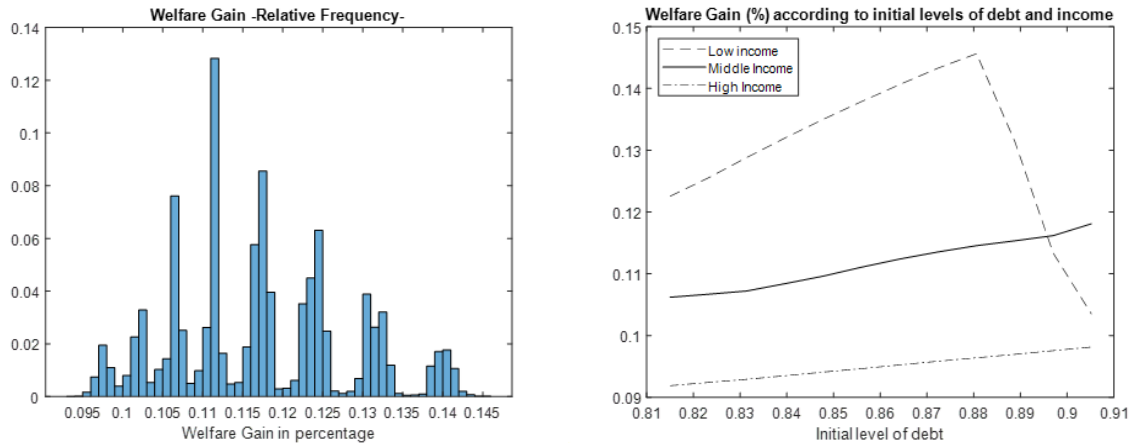 Welfare Gain -Relative Frequency-
0.14
0.12
0.1
0.08
0.06
0.04
0.02
0
0.095 0.1 0.105 0.11 0.115 0.12 0.125 0.13 0.135 0.14 0.145
Welfare Gain in percentage
Welfare Gain (%) according to initial levels of debt and income
0.15
0.14
0.13
0.12
0.11
0.1
0.09
Low income
Middle Income
High Income
0.81 0.82 0.83 0.84 0.85 0.86 0.87 0.88 0.89 0.9 0.91
Initial level of debt